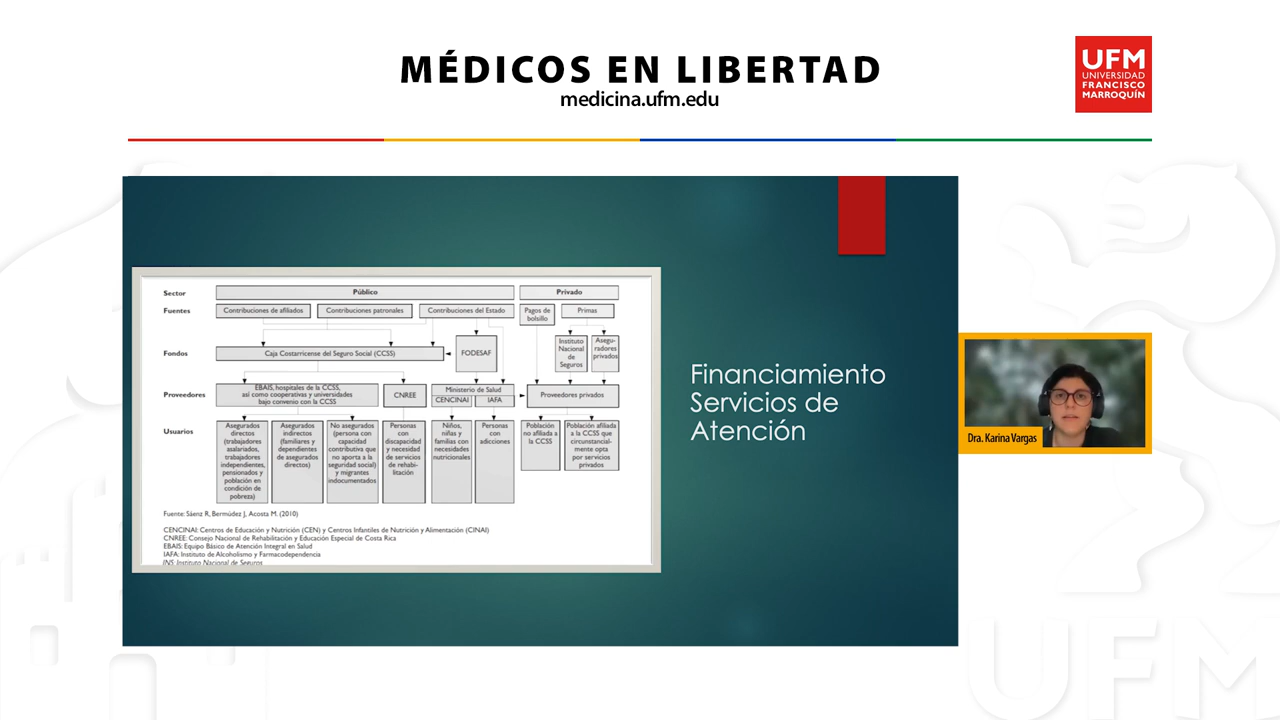 MÉDICOS EN LIBERTAD
medicina.ufm.edu
UFM
UNIVERSIDAD
FRANCISCO
MARROQUÍN
Sector
Público
Privado
Fuentes
Contribuciones de afiliados
Contribuciones patronales
Contribuciones del Estado
Pagos de
bolsillo
Primas
Fondos
Caja Costarricense del Seguro Social (CCSS)
FODESAF
Instituto
Nacional
de
Seguros
Asegu-
radores
privados
Proveedores
EBAIS, hospitales de la CCSS,
así como cooperativas y universidades
bajo convenio con la CCSS
CNREE
Ministerio de Salud
CENCINAI
IAFA
Proveedores privados
Usuarios
Asegurados
directos
(trabajadores
asalariados,
trabajadores
independientes,
pensionados y
población en
condición de
pobreza)
Asegurados
indirectos
(familiares y
dependientes
de asegurados
directos)
No asegurados
(persona con
capacidad
contributiva que
no aporta a la
seguridad social)
y migrantes
indocumentados
Personas
con
discapacidad
y necesidad
de servicios
de rehabi-
litación
Niños,
niñas y
familias con
necesidades
nutricionales
Personas
con
adicciones
Población
no afiliada a
la CCSS
Población afiliada
a la CCSS que
circunstancial-
mente opta
por servicios
privados
Fuente: Sáenz R, Bermúdez J, Acosta M. (2010)
CENCINAI: Centros de Educación y Nutrición (CEN) y Centros Infantiles de Nutrición y Alimentación (CINAI)
CNREE: Consejo Nacional de Rehabilitación y Educación Especial de Costa Rica
EBAIS: Equipo Básico de Atención Integral en Salud
IAFA: Instituto de Alcoholismo y Farmacodependencia
INS: Instituto Nacional de Seguros
Financiamiento
Servicios de
Atención
Dra. Karina Vargas
UFM